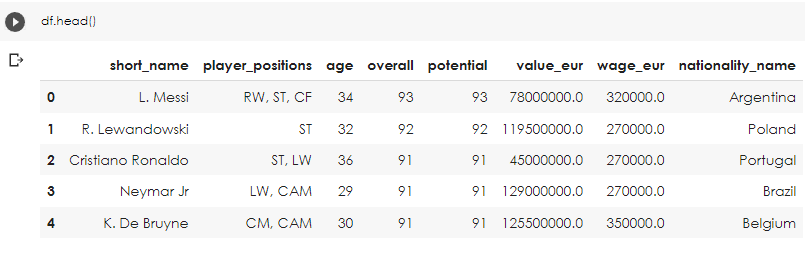 df.head()
short_name player_positions age overall potential value_eur wage_eur nationality_name
0 L. Messi RW, ST, CF 34 93 93 78000000.0 320000.0 Argentina
1 R. Lewandowski ST 32 92 92 119500000.0 270000.0 Poland
2 Cristiano Ronaldo ST, LW 36 91 91 45000000.0 270000.0 Portugal
3 Neymar Jr LW, CAM 29 91 91 129000000.0 270000.0 Brazil
4 K. De Bruyne CM, CAM 30 91 91 125500000.0 350000.0 Belgium